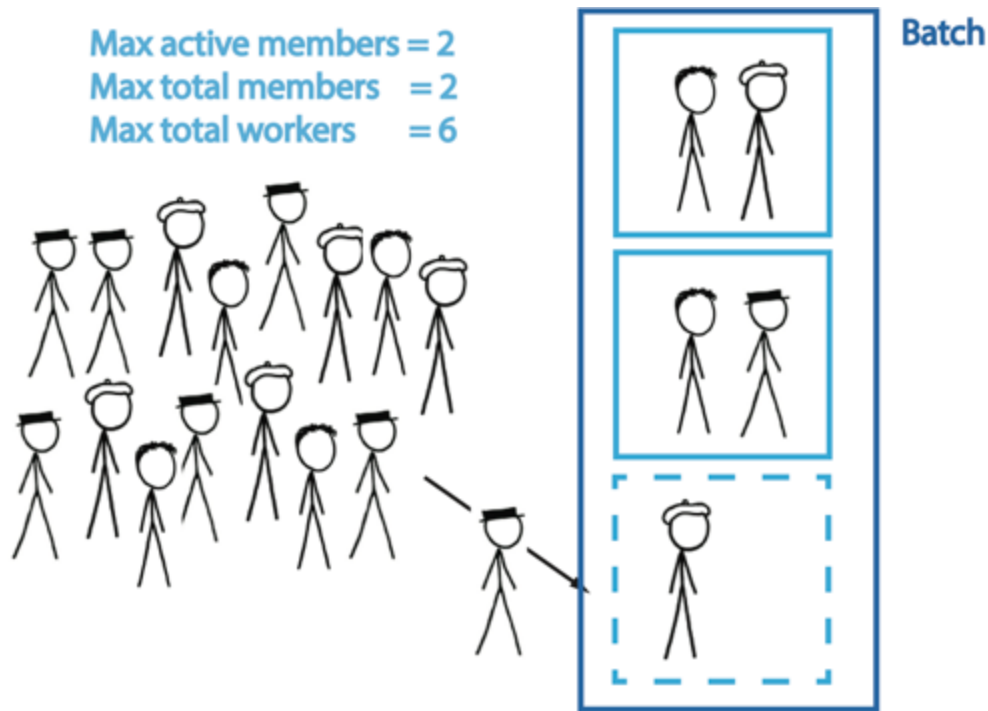 Max active members = 2
Max total members = 2
Max total workers = 6
Batch